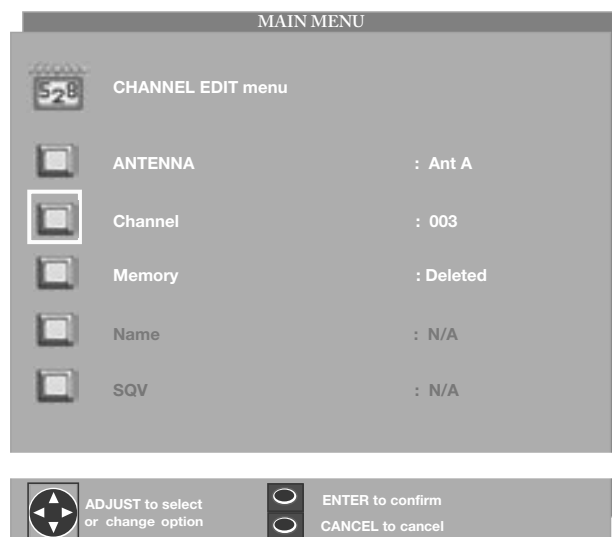 MAIN MENU
CHANNEL EDIT menu
ANTENNA : Ant A
Channel : 003
Memory : Deleted
Name : N/A
SQV : N/A
ADJUST to select
or change option
ENTER to confirm
CANCEL to cancel